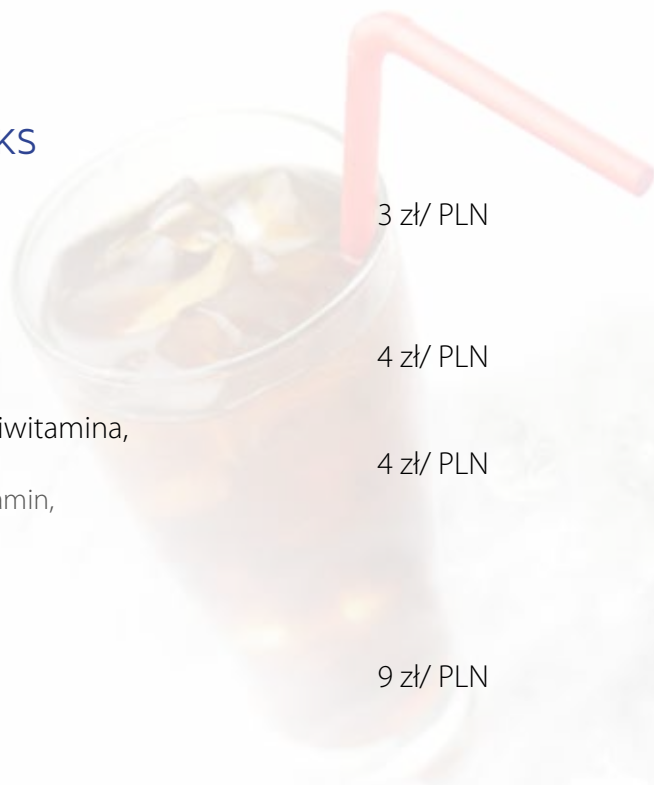 ks
3 zł/ PLN
4 zł/ PLN
iwitamina,
4 zł/ PLN
amin,
9 zł/ PLN